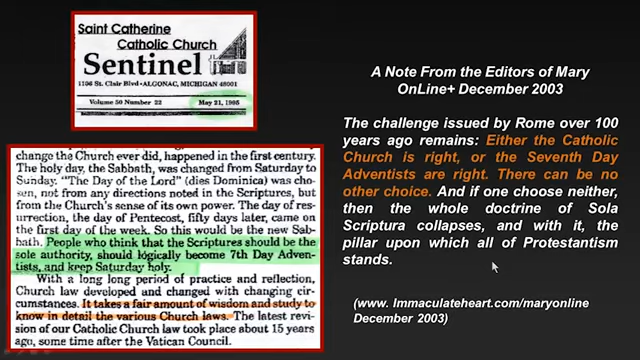 Saint Catherine
Catholic Church
Sentinel
1106 St. Clair Blvd - ALGONAC, MICHIGAN 48001
Volume 50 Number 22
May 21, 1995
change the Church ever did, happened in the first century.
The holy day, the Sabbath, was changed from Saturday to
Sunday. "The Day of the Lord" (dies Dominica) was cho-
sen, not from any directions noted in the Scriptures, but
from the Church's sense of its own power. The day of res-
urrection, the day of Pentecost, fifty days later, came on
the first day of the week. So this would be the new Sab-
bath. People who think that the Scriptures should be the
sole authority, should logically become 7th Day Adven-
tists, and keep Saturday holy.
With a long long period of practice and reflection,
Church law developed and changed with changing cir-
cumstances. It takes a fair amount of wisdom and study to
know in detail the various Church laws. The latest revi-
sion of our Catholic Church law took place about 15 years
ago, some time after the Vatican Council.
A Note From the Editors of Mary
OnLine+ December 2003
The challenge issued by Rome over 100
years ago remains: Either the Catholic
Church is right, or the Seventh Day
Adventists are right. There can be no
other choice. And if one choose neither,
then the whole doctrine of Sola
Scriptura collapses, and with it, the
pillar upon which all of Protestantism
stands.
(www. Immaculateheart.com/maryonline
December 2003)